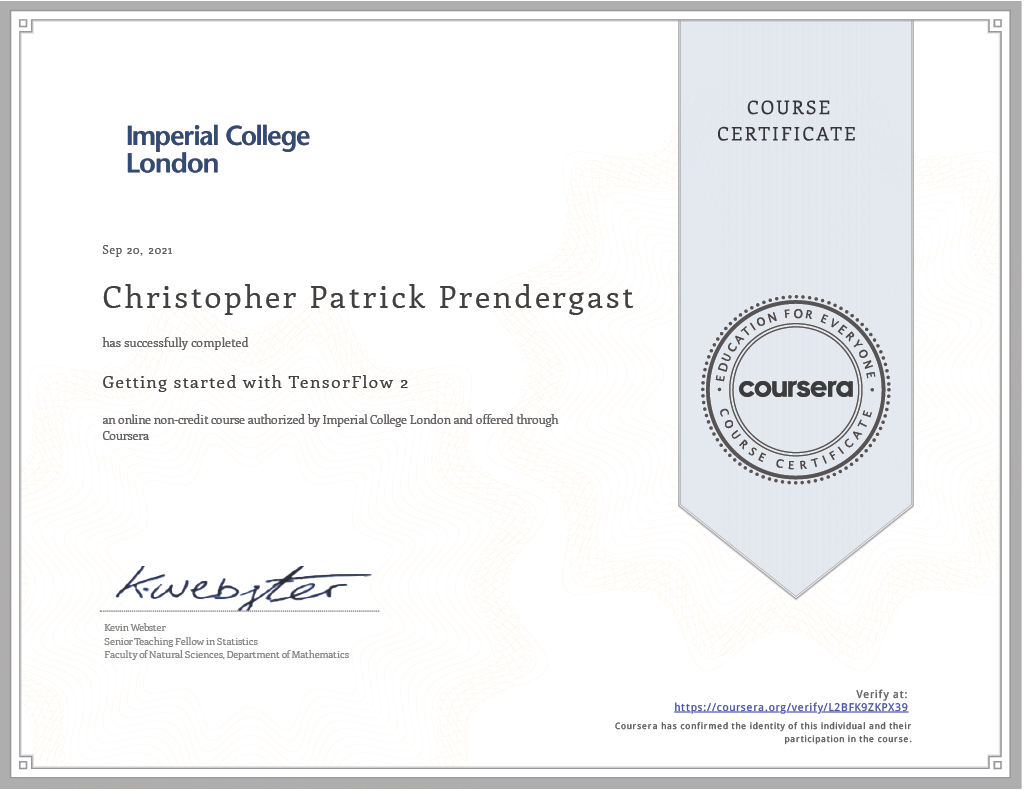 Imperial College
London
COURSE
CERTIFICATE
Sep 20, 2021
Christopher Patrick Prendergast
has successfully completed
Getting started with TensorFlow 2
an online non-credit course authorized by Imperial College London and offered through
Coursera
EDUCATION FOR EVERYONE
coursera
COURSE CERTIFICATE
K.Webster
Kevin Webster
Senior Teaching Fellow in Statistics
Faculty of Natural Sciences, Department of Mathematics
Verify at:
https://coursera.org/verify/L2BFK9ZKPX39
Coursera has confirmed the identity of this individual and their
participation in the course.